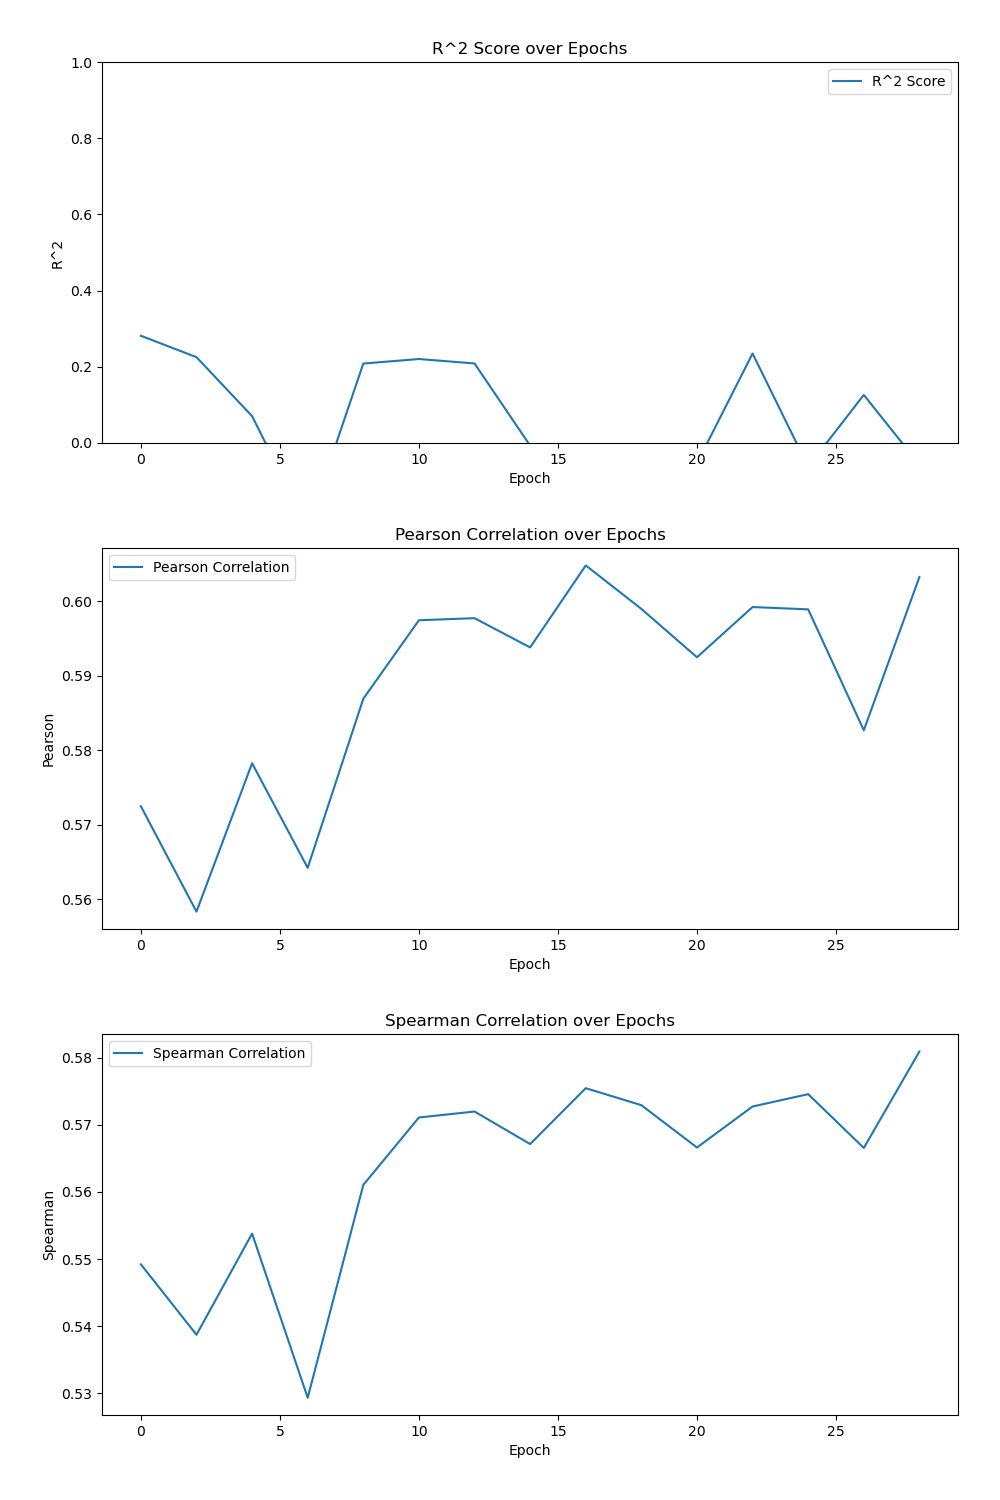 R^2 Score over Epochs
1.0
R^2 Score
0.8
0.6
R^2
0.4
0.2
0.0
0 5 10 15 20 25
Epoch
Pearson Correlation over Epochs
Pearson Correlation
0.60
0.59
Pearson
0.58
0.57
0.56
0 5 10 15 20 25
Epoch
Spearman Correlation over Epochs
Spearman Correlation
0.58
0.57
0.56
Spearman
0.55
0.54
0.53
0 5 10 15 20 25
Epoch